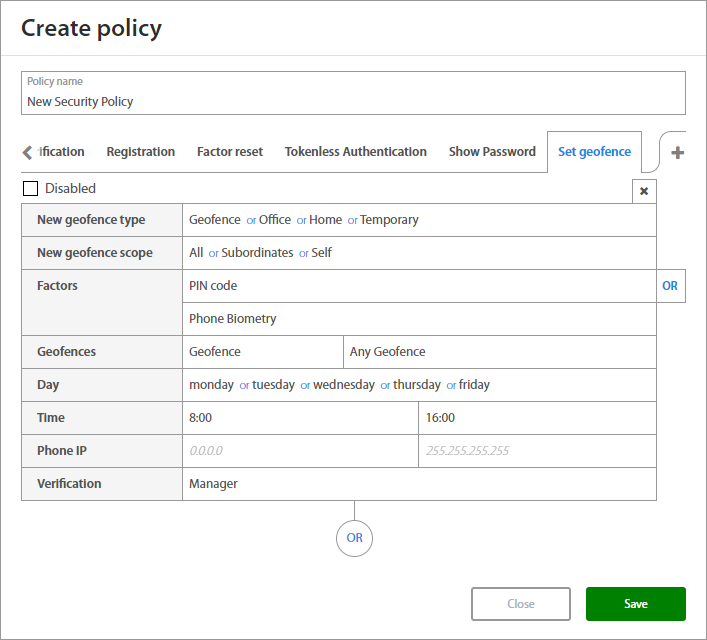 Create policy
Policy name
New Security Policy
ification Registration Factor reset Tokenless Authentication Show Password Set geofence
Disabled
New geofence type Geofence or Office or Home or Temporary
New geofence scope All or Subordinates or Self
Factors PIN code OR
Phone Biometry
Geofences Geofence Any Geofence
Day monday or tuesday or wednesday or thursday or friday
Time 8:00 16:00
Phone IP 0.0.0.0 255.255.255.255
Verification Manager
OR
Close Save